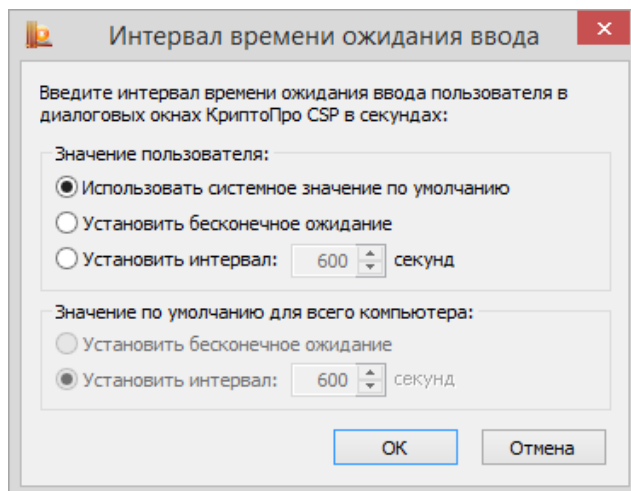 Интервал времени ожидания ввода
Введите интервал времени ожидания ввода пользователя в
диалоговых окнах КриптоПро CSP в секундах:
Значение пользователя:
Использовать системное значение по умолчанию
Установить бесконечное ожидание
Установить интервал: 600 секунд
Значение по умолчанию для всего компьютера:
Установить бесконечное ожидание
Установить интервал: 600 секунд
ОК Отмена